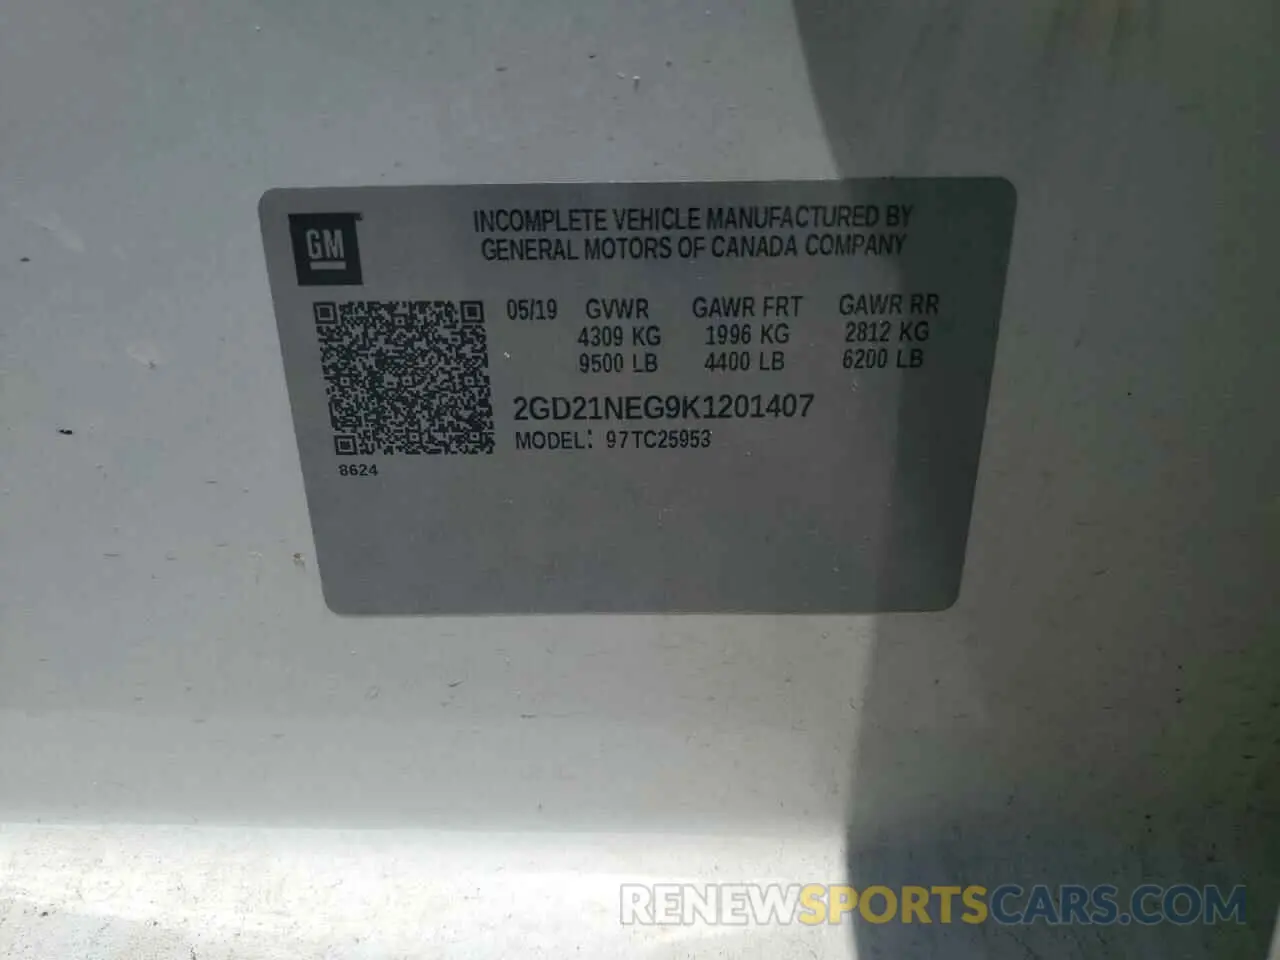 GM
INCOMPLETE VEHICLE MANUFACTURED BY
GENERAL MOTORS OF CANADA COMPANY
05/19 GVWR GAWR FRT GAWR RR
4309 KG 1996 KG 2812 KG
9500 LB 4400 LB 6200 LB
2GD21NEG9K1201407
MODEL: 97TC25953
8624
RENEWSPORTSCARS.COM